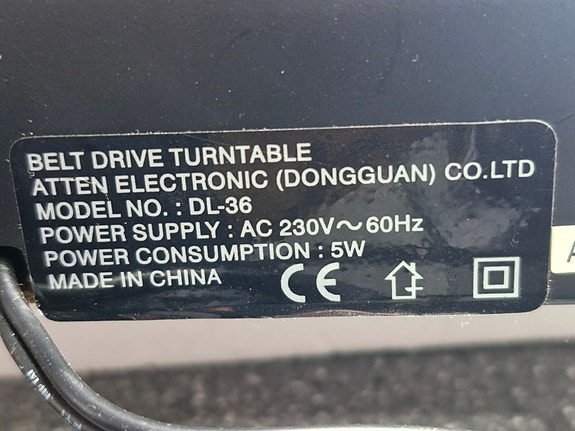 BELT DRIVE TURNTABLE
ATTEN ELECTRONIC (DONGGUAN) CO.LTD
MODEL NO. : DL-36
POWER SUPPLY : AC 230V～60Hz
POWER CONSUMPTION : 5W
MADE IN CHINA CE
A